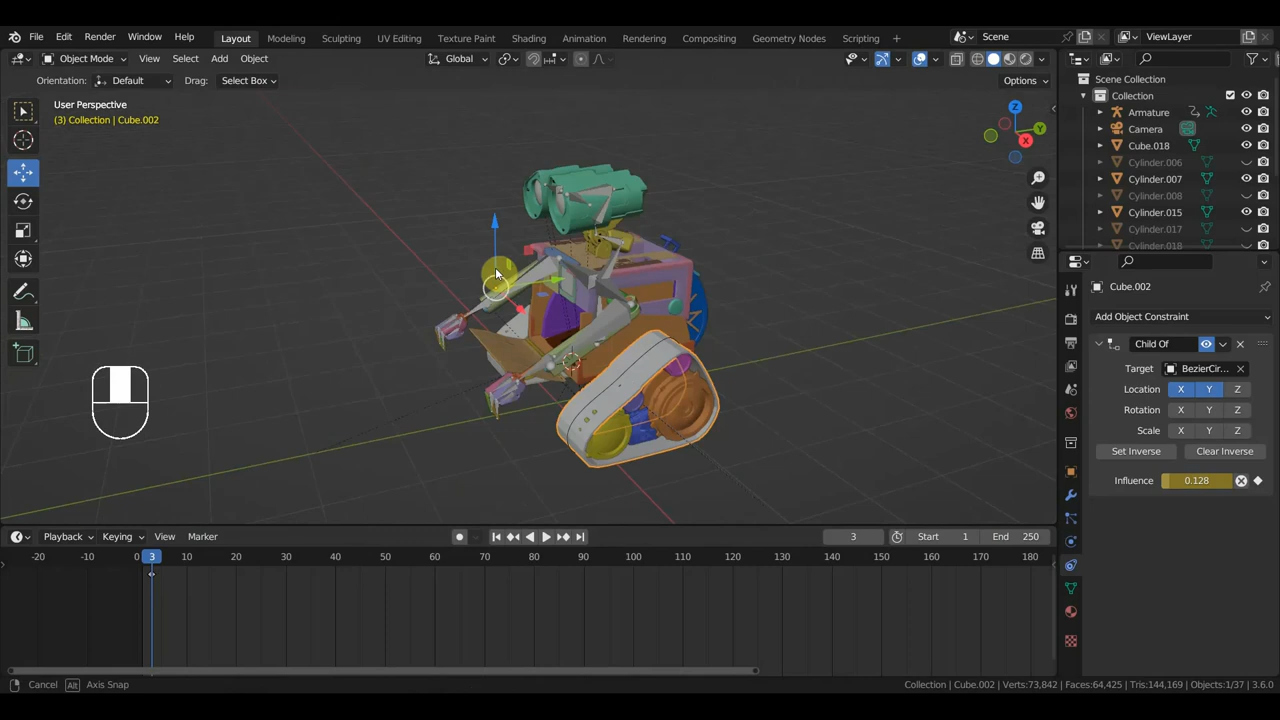 File Edit Render Window Help Layout Modeling Sculpting UV Editing Texture Paint Shading Animation Rendering Compositing Geometry Nodes Scripting + Scene ViewLayer
Object Mode View Select Add Object Global
Orientation: Default Drag: Select Box Options
User Perspective
(3) Collection | Cube.002
Z
Y
X
Scene Collection
Collection
Armature
Camera
Cube.018
Cylinder.006
Cylinder.007
Cylinder.008
Cylinder.015
Cylinder.017
Cylinder.018
Cube.002
Add Object Constraint
Child Of
Target BezierCir...
Location X Y Z
Rotation X Y Z
Scale X Y Z
Set Inverse Clear Inverse
Influence 0.128
Playback Keying View Marker 3 Start 1 End 250
-20 -10 0 3 10 20 30 40 50 60 70 80 90 100 110 120 130 140 150 160 170 180
Cancel Alt Axis Snap Collection | Cube.002 | Verts:73,842 | Faces:64,425 | Tris:144,169 | Objects:1/37 | 3.6.0